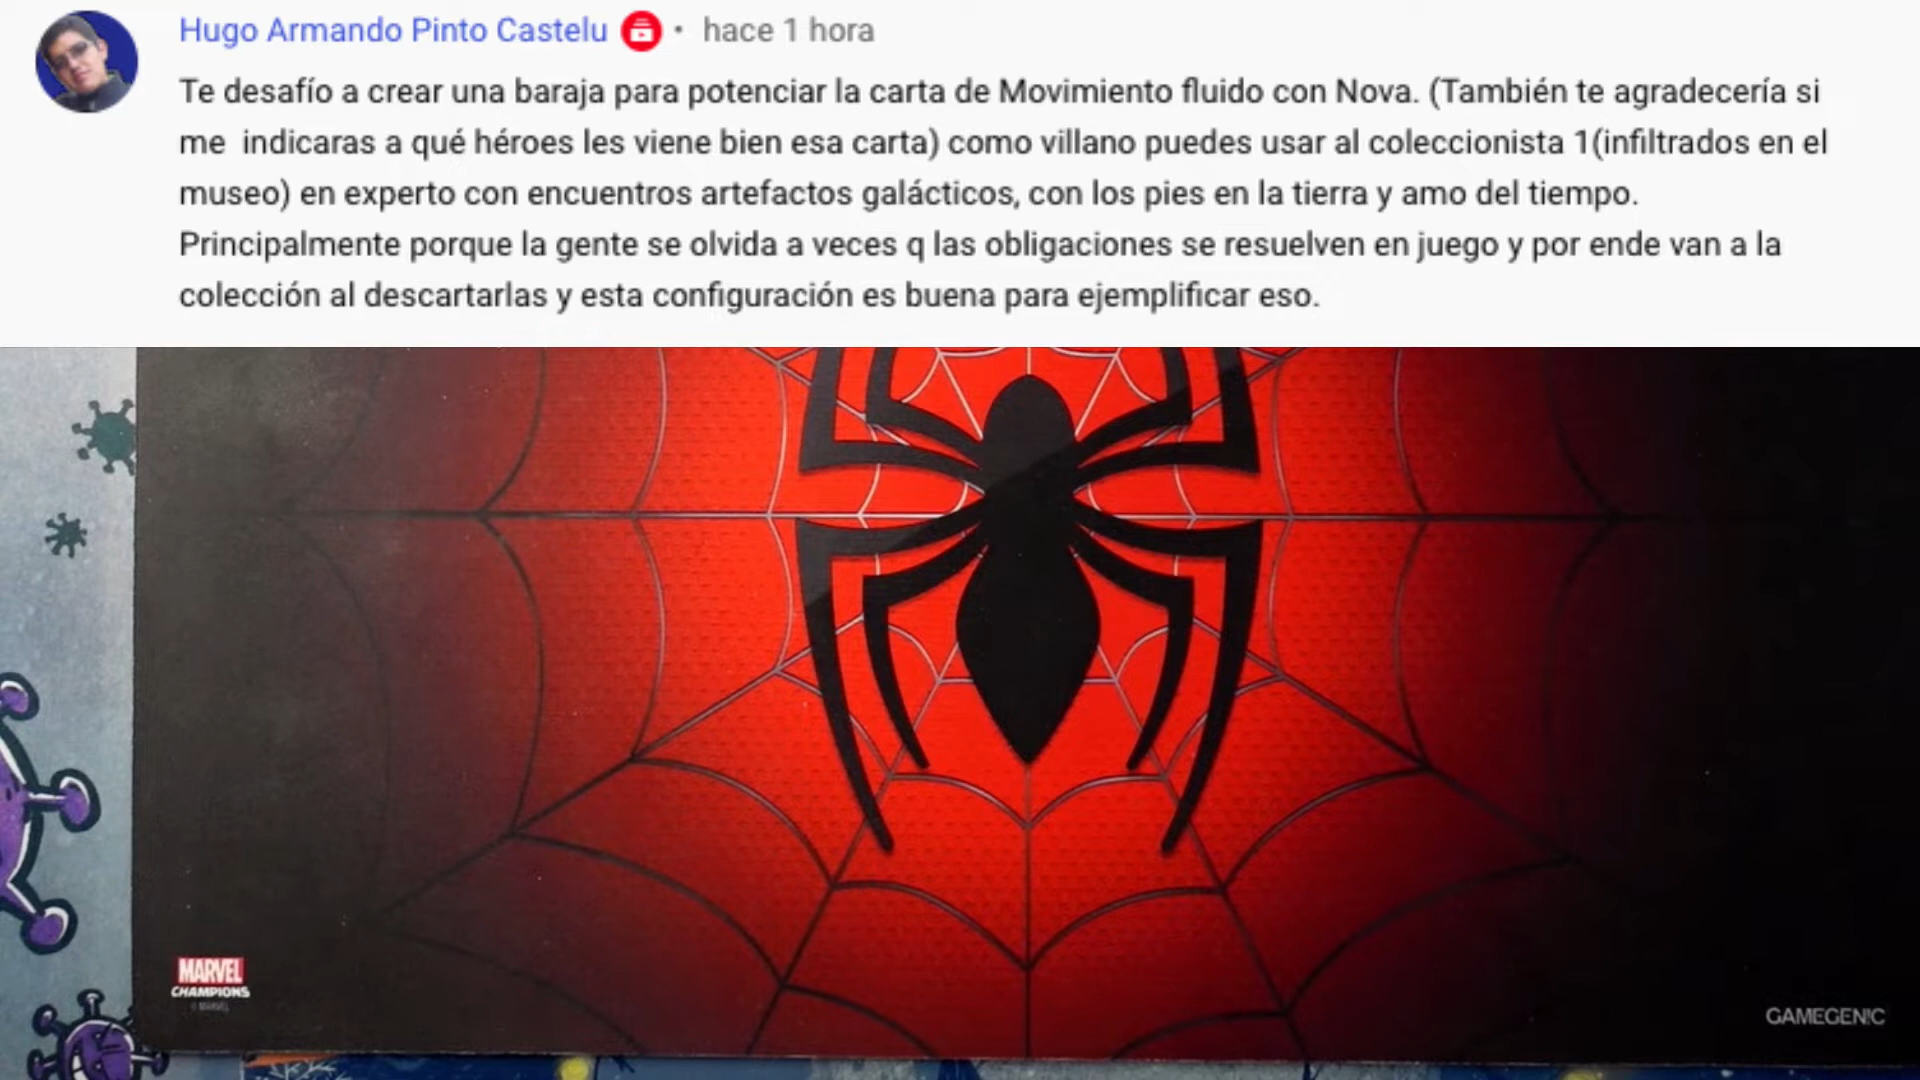 Hugo Armando Pinto Castelu • hace 1 hora
Te desafío a crear una baraja para potenciar la carta de Movimiento fluido con Nova. (También te agradecería si
me indicaras a qué héroes les viene bien esa carta) como villano puedes usar al coleccionista 1(infiltrados en el
museo) en experto con encuentros artefactos galácticos, con los pies en la tierra y amo del tiempo.
Principalmente porque la gente se olvida a veces q las obligaciones se resuelven en juego y por ende van a la
colección al descartarlas y esta configuración es buena para ejemplificar eso.
MARVEL
CHAMPIONS
© MARVEL
GAMEGEN!C